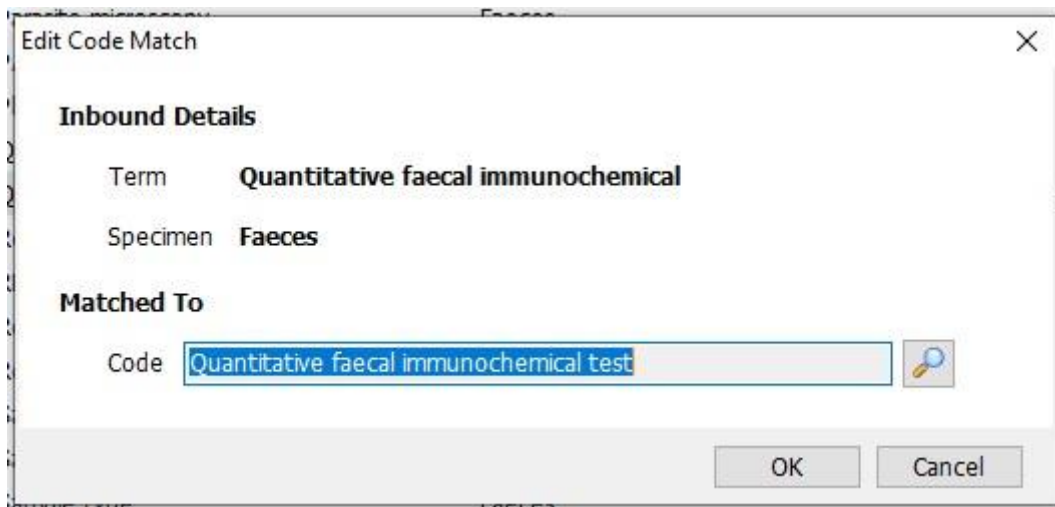 Edit Code Match
Inbound Details
Term Quantitative faecal immunochemical
Specimen Faeces
Matched To
Code Quantitative faecal immunochemical test
OK Cancel